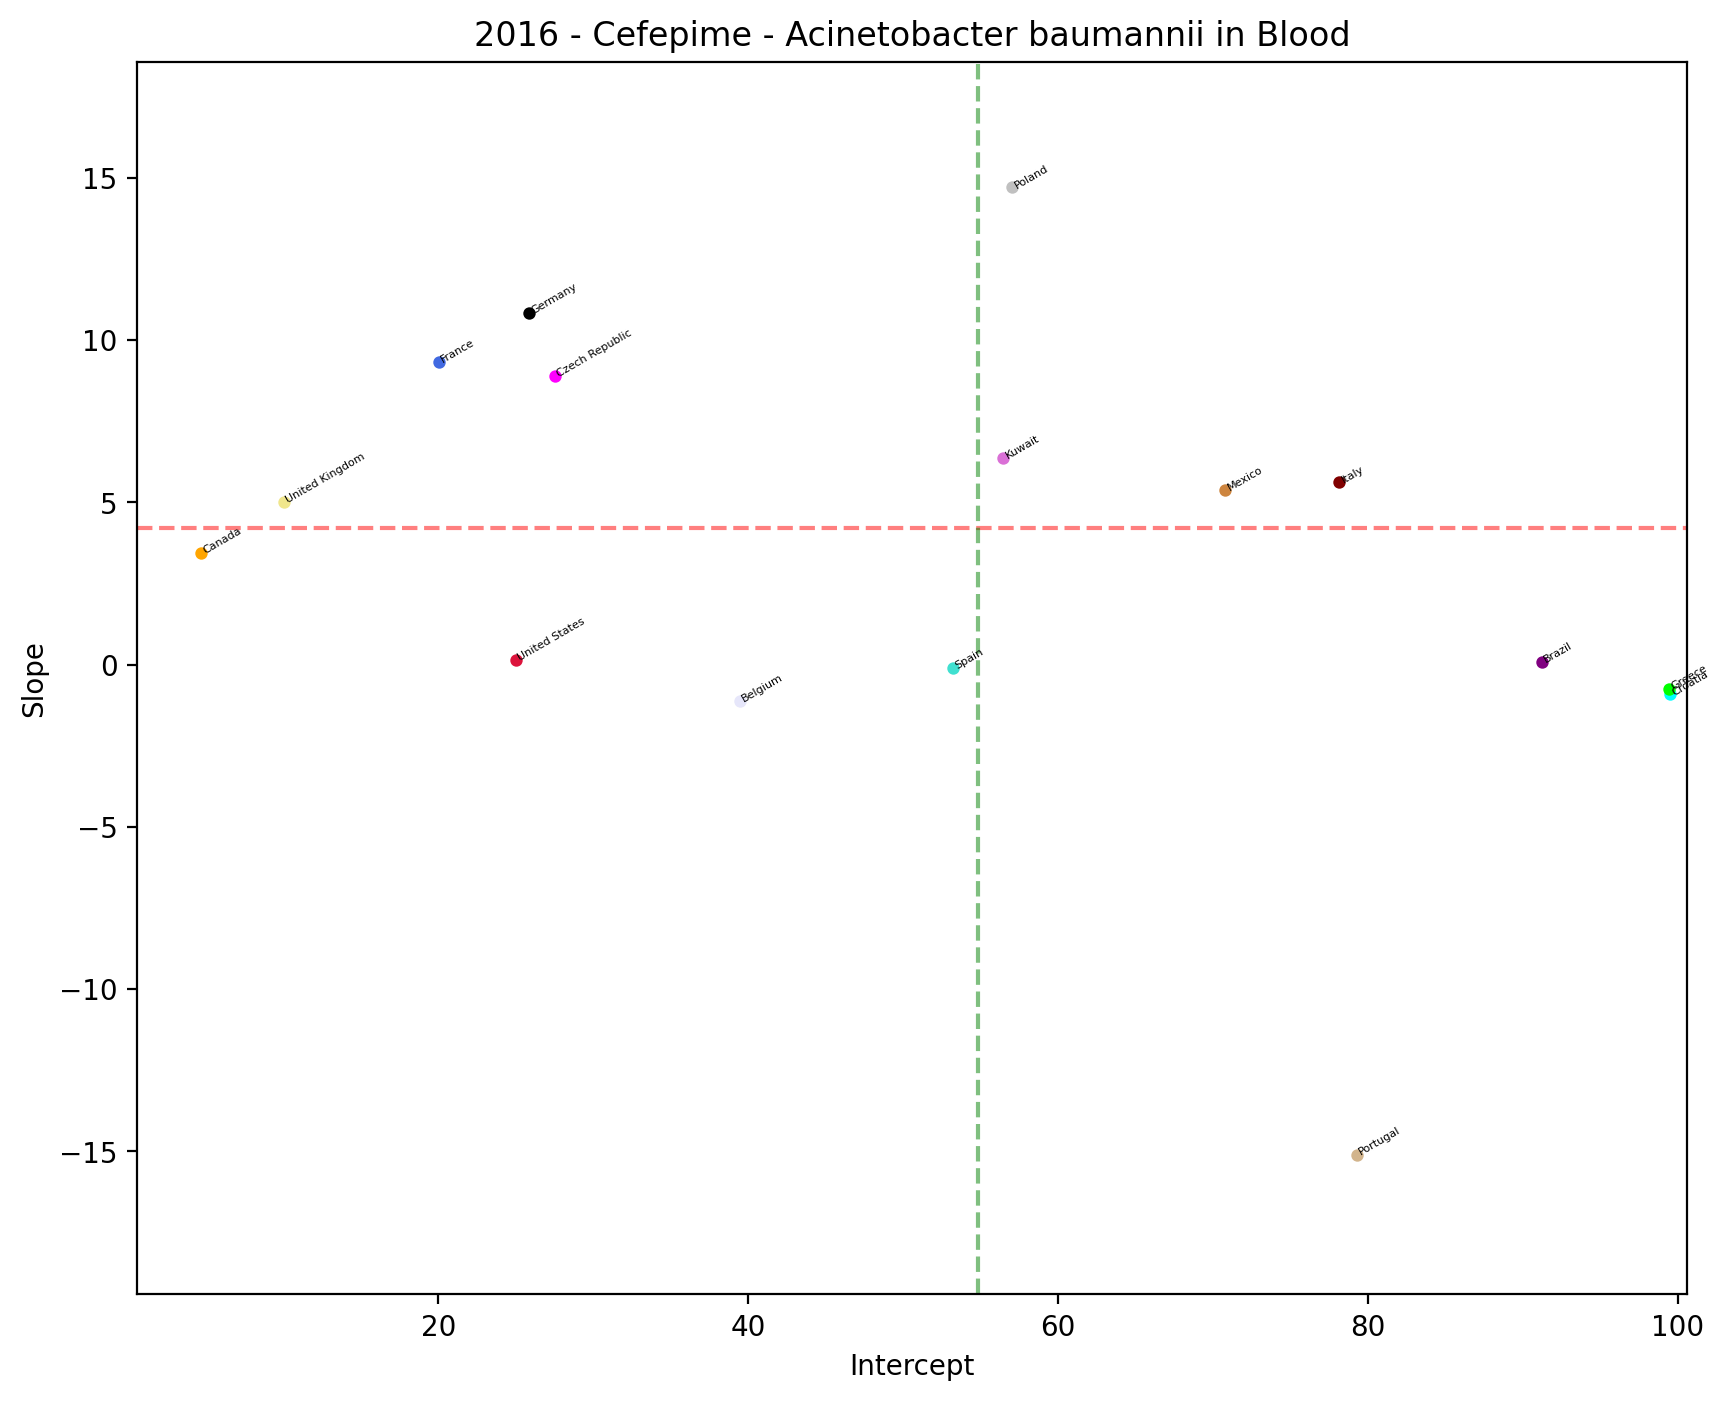 2016 - Cefepime - Acinetobacter baumannii in Blood
15
10
5
0
−5
−10
−15
Slope
Poland
Germany
France
Czech Republic
Kuwait
United Kingdom
Mexico
Italy
Canada
United States
Spain
Brazil
Belgium
Greece
Croatia
Portugal
20
40
60
80
100
Intercept